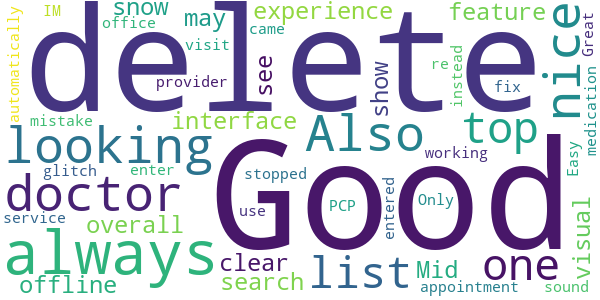 delete
Good
always
looking
doctor
Also
nice
list
top
one
snow
may
experience
feature
office
IM
visit
came
automatically
provider
see
show
re
instead
fix
Great
medication
mistake
interface
glitch
enter
working
Easy
service
stopped
use
PCP
entered
Only
overall
clear
search
Mid
offline
appointment
sound
visual